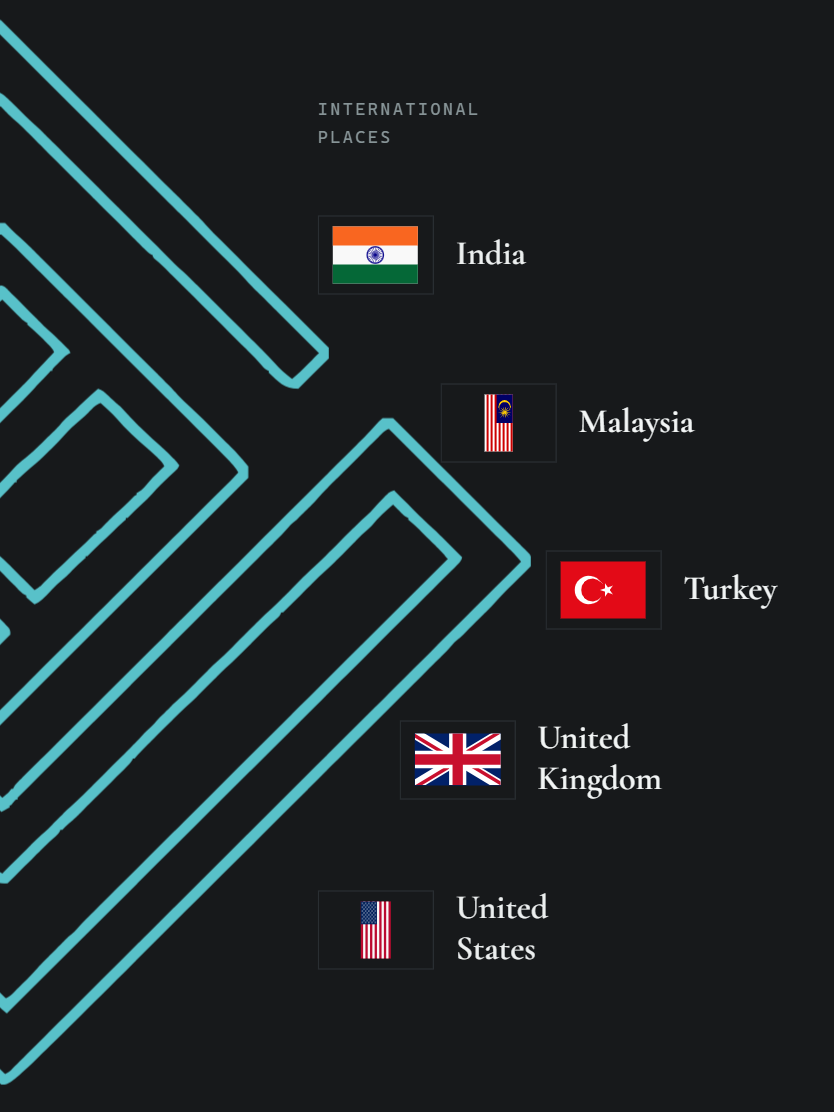 INTERNATIONAL
PLACES
India
Malaysia
Turkey
United
Kingdom
United
States